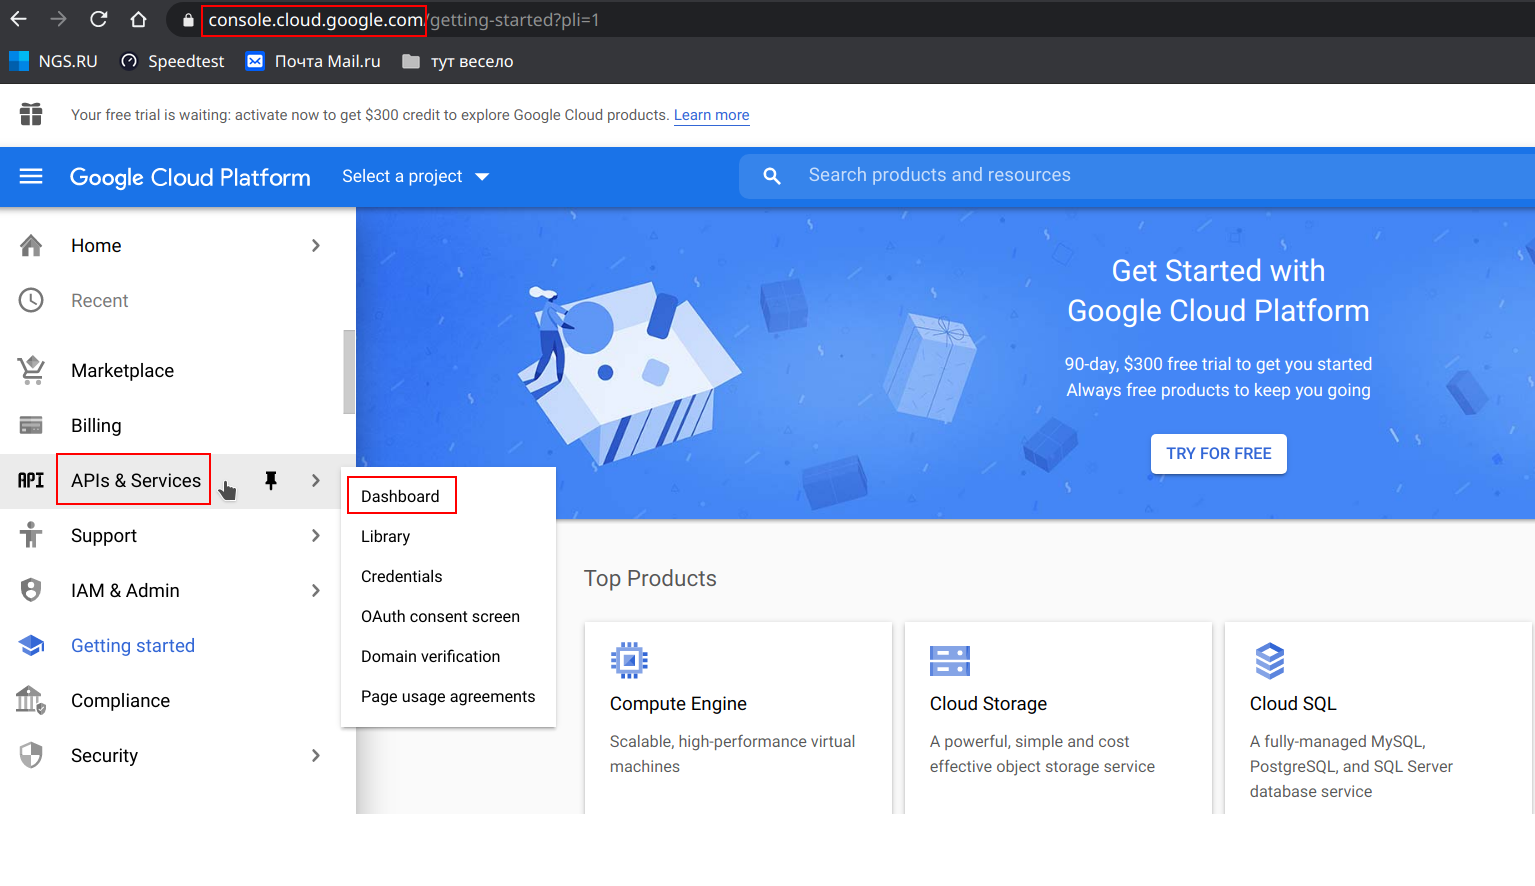 console.cloud.google.com/getting-started?pli=1
NGS.RU Speedtest Почта Mail.ru тут весело
Your free trial is waiting: activate now to get $300 credit to explore Google Cloud products. Learn more
Google Cloud Platform Select a project Search products and resources
Home
Recent
Marketplace
Billing
API APIs & Services
Support
IAM & Admin
Getting started
Compliance
Security
Dashboard
Library
Credentials
OAuth consent screen
Domain verification
Page usage agreements
Get Started with
Google Cloud Platform
90-day, $300 free trial to get you started
Always free products to keep you going
TRY FOR FREE
Top Products
Compute Engine
Scalable, high-performance virtual
machines
Cloud Storage
A powerful, simple and cost
effective object storage service
Cloud SQL
A fully-managed MySQL,
PostgreSQL, and SQL Server
database service